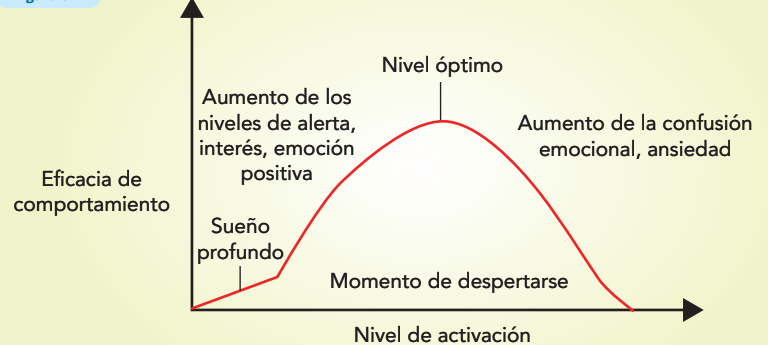 Nivel óptimo
Aumento de los
niveles de alerta,
interés, emoción
positiva
Aumento de la confusión
emocional, ansiedad
Eficacia de
comportamiento
Sueño
profundo
Momento de despertarse
Nivel de activación